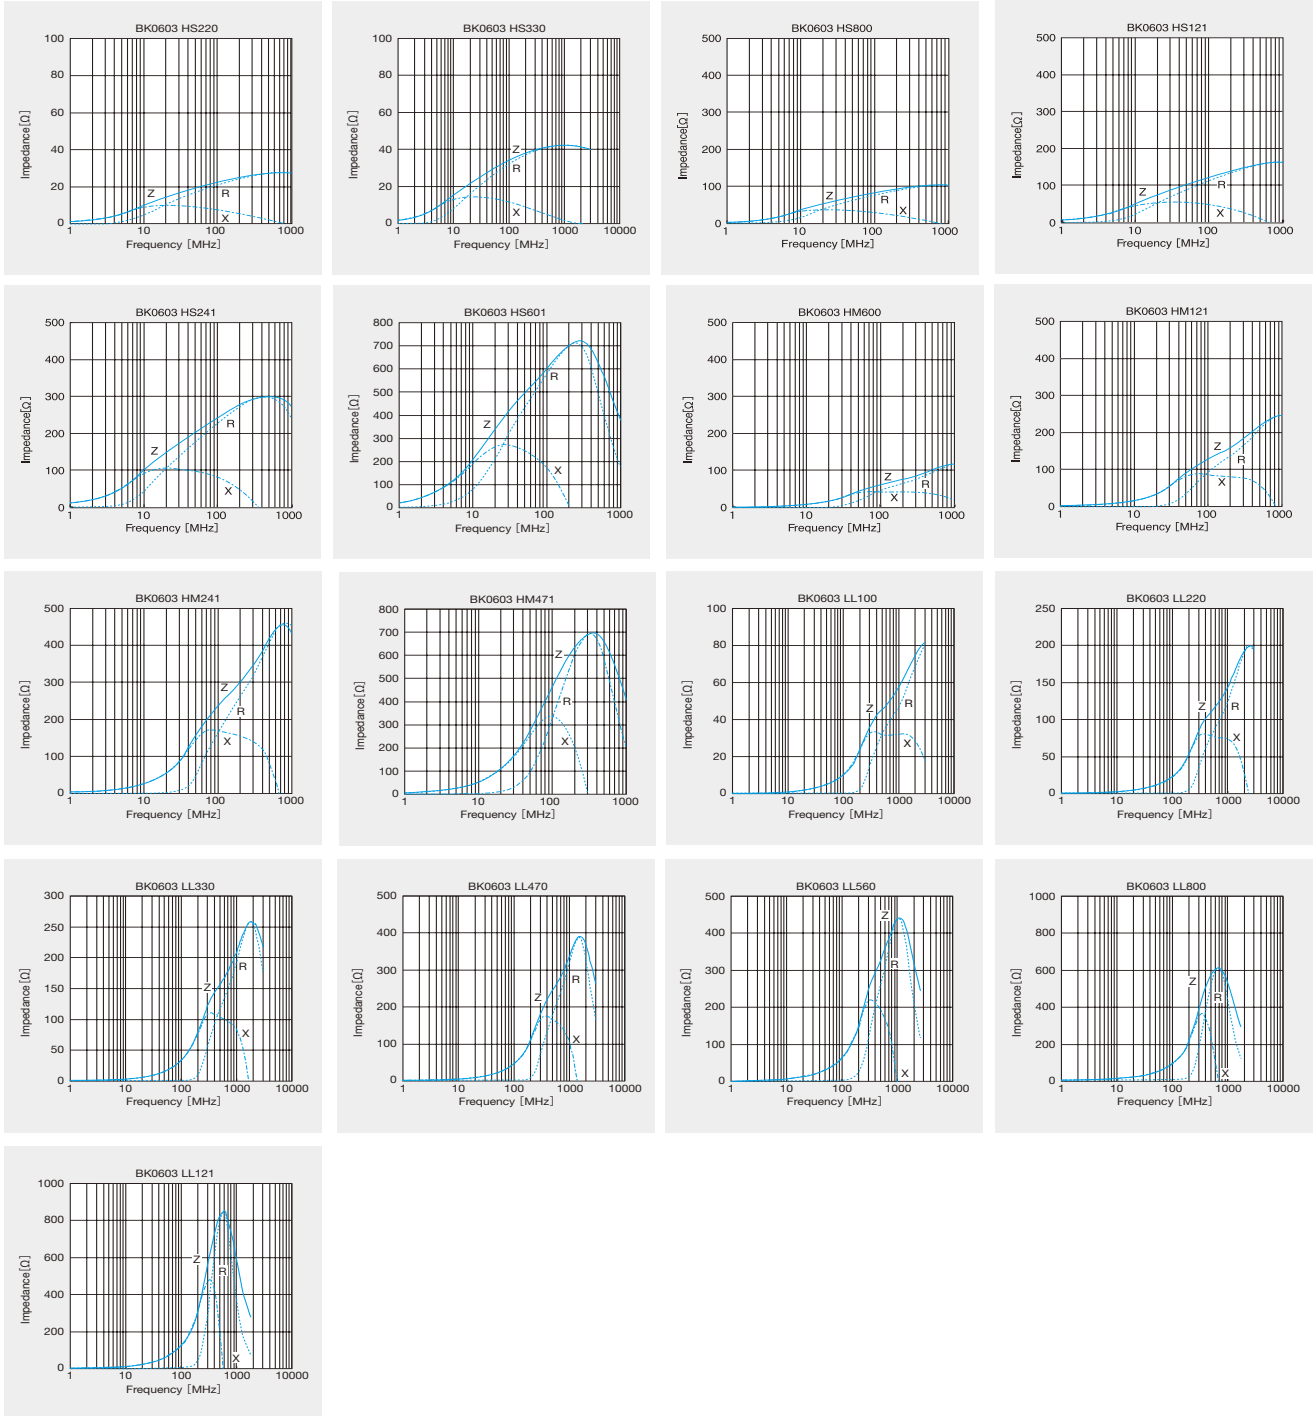 BK0603 HS220
100
80
60
40
20
0
Impedance[Ω]
Z
R
X
1 10 100 1000
Frequency [MHz]
BK0603 HS330
100
80
60
40
20
0
Impedance[Ω]
Z
R
X
1 10 100 1000 10000
Frequency [MHz]
BK0603 HS800
500
400
300
200
100
0
Impedance[Ω]
Z
R
X
1 10 100 1000
Frequency [MHz]
BK0603 HS121
500
400
300
200
100
0
Impedance[Ω]
Z
R
X
1 10 100 1000
Frequency [MHz]
BK0603 HS241
500
400
300
200
100
0
Impedance[Ω]
Z
R
X
1 10 100 1000
Frequency [MHz]
BK0603 HS601
800
700
600
500
400
300
200
100
0
Impedance[Ω]
Z
R
X
1 10 100 1000
Frequency [MHz]
BK0603 HM600
500
400
300
200
100
0
Impedance[Ω]
Z
R
X
1 10 100 1000
Frequency [MHz]
BK0603 HM121
500
400
300
200
100
0
Impedance[Ω]
Z
R
X
1 10 100 1000
Frequency [MHz]
BK0603 HM241
500
400
300
200
100
0
Impedance[Ω]
Z
R
X
1 10 100 1000
Frequency [MHz]
BK0603 HM471
800
700
600
500
400
300
200
100
0
Impedance[Ω]
Z
R
X
1 10 100 1000
Frequency [MHz]
BK0603 LL100
100
80
60
40
20
0
Impedance[Ω]
Z
R
X
1 10 100 1000 10000
Frequency [MHz]
BK0603 LL220
250
200
150
100
50
0
Impedance[Ω]
Z
R
X
1 10 100 1000 10000
Frequency [MHz]
BK0603 LL330
300
250
200
150
100
50
0
Impedance[Ω]
Z
R
X
1 10 100 1000 10000
Frequency [MHz]
BK0603 LL470
500
400
300
200
100
0
Impedance[Ω]
Z
R
X
1 10 100 1000 10000
Frequency [MHz]
BK0603 LL560
500
400
300
200
100
0
Impedance[Ω]
Z
R
X
1 10 100 1000 10000
Frequency [MHz]
BK0603 LL800
1000
800
600
400
200
0
Impedance[Ω]
Z
R
X
1 10 100 1000 10000
Frequency [MHz]
BK0603 LL121
1000
800
600
400
200
0
Impedance[Ω]
Z
R
X
1 10 100 1000 10000
Frequency [MHz]